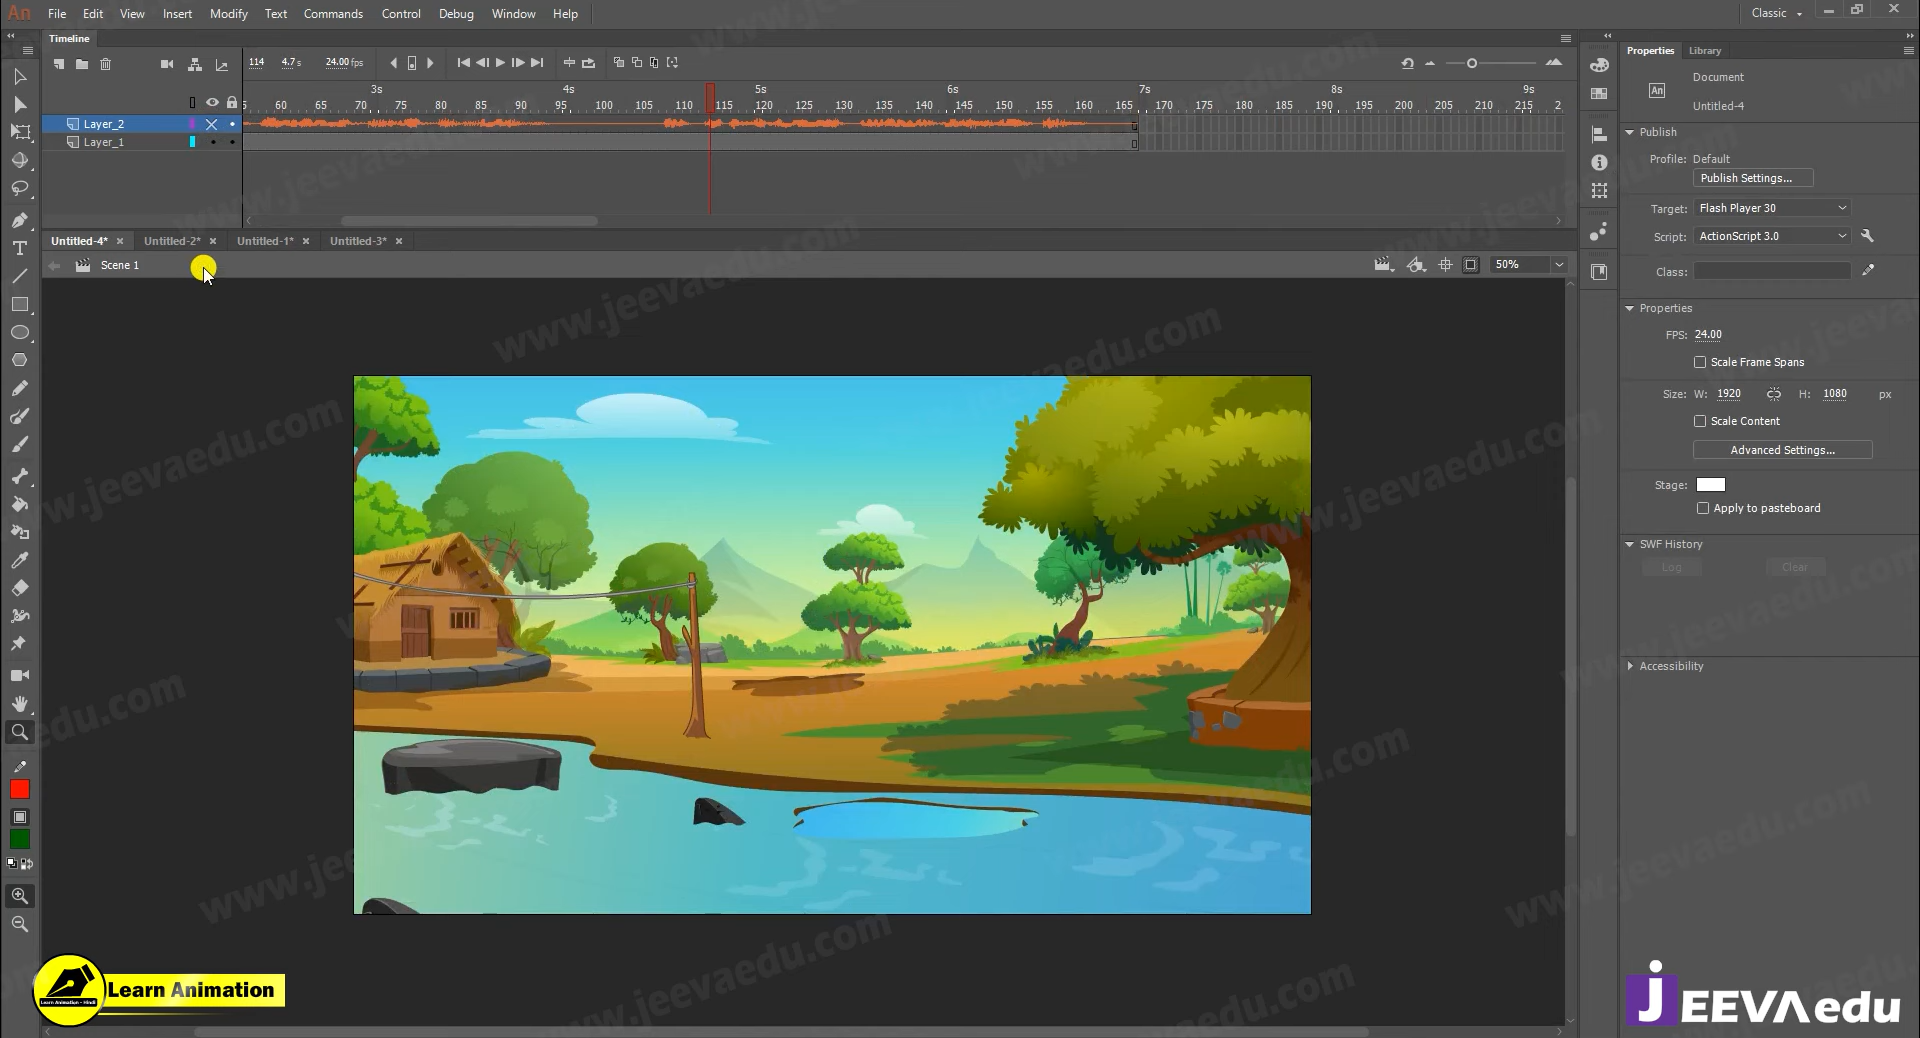 An File Edit View Insert Modify Text Commands Control Debug Window Help Classic
Timeline
Properties Library
114 4.7 s 24.00 fps
Document
Untitled-4
3s 4s 5s 6s 7s 8s 9s
5 60 65 70 75 80 85 90 95 100 105 110 115 120 125 130 135 140 145 150 155 160 165 170 175 180 185 190 195 200 205 210 215 2
Layer_2
Layer_1
Publish
Profile: Default
Publish Settings...
Target: Flash Player 30
Script: ActionScript 3.0
Class:
Untitled-4* × Untitled-2* × Untitled-1* × Untitled-3* ×
Scene 1
50%
Properties
FPS: 24.00
Scale Frame Spans
Size: W: 1920 H: 1080 px
Scale Content
Advanced Settings...
Stage:
Apply to pasteboard
SWF History
Log Clear
Accessibility
www.jeevaedu.com
Learn Animation
Learn Animation - Hindi
JEEVA edu